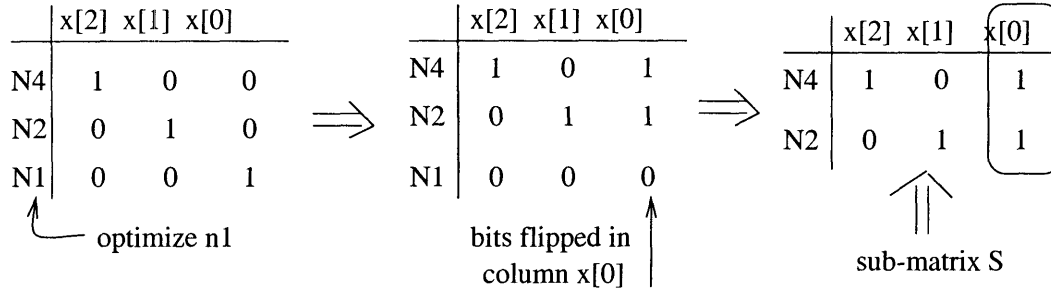 x[2] x[1] x[0]
N4 1 0 0
N2 0 1 0
N1 0 0 1
optimize n1
x[2] x[1] x[0]
N4 1 0 1
N2 0 1 1
N1 0 0 0
bits flipped in
column x[0]
x[2] x[1] x[0]
N4 1 0 1
N2 0 1 1
sub-matrix S